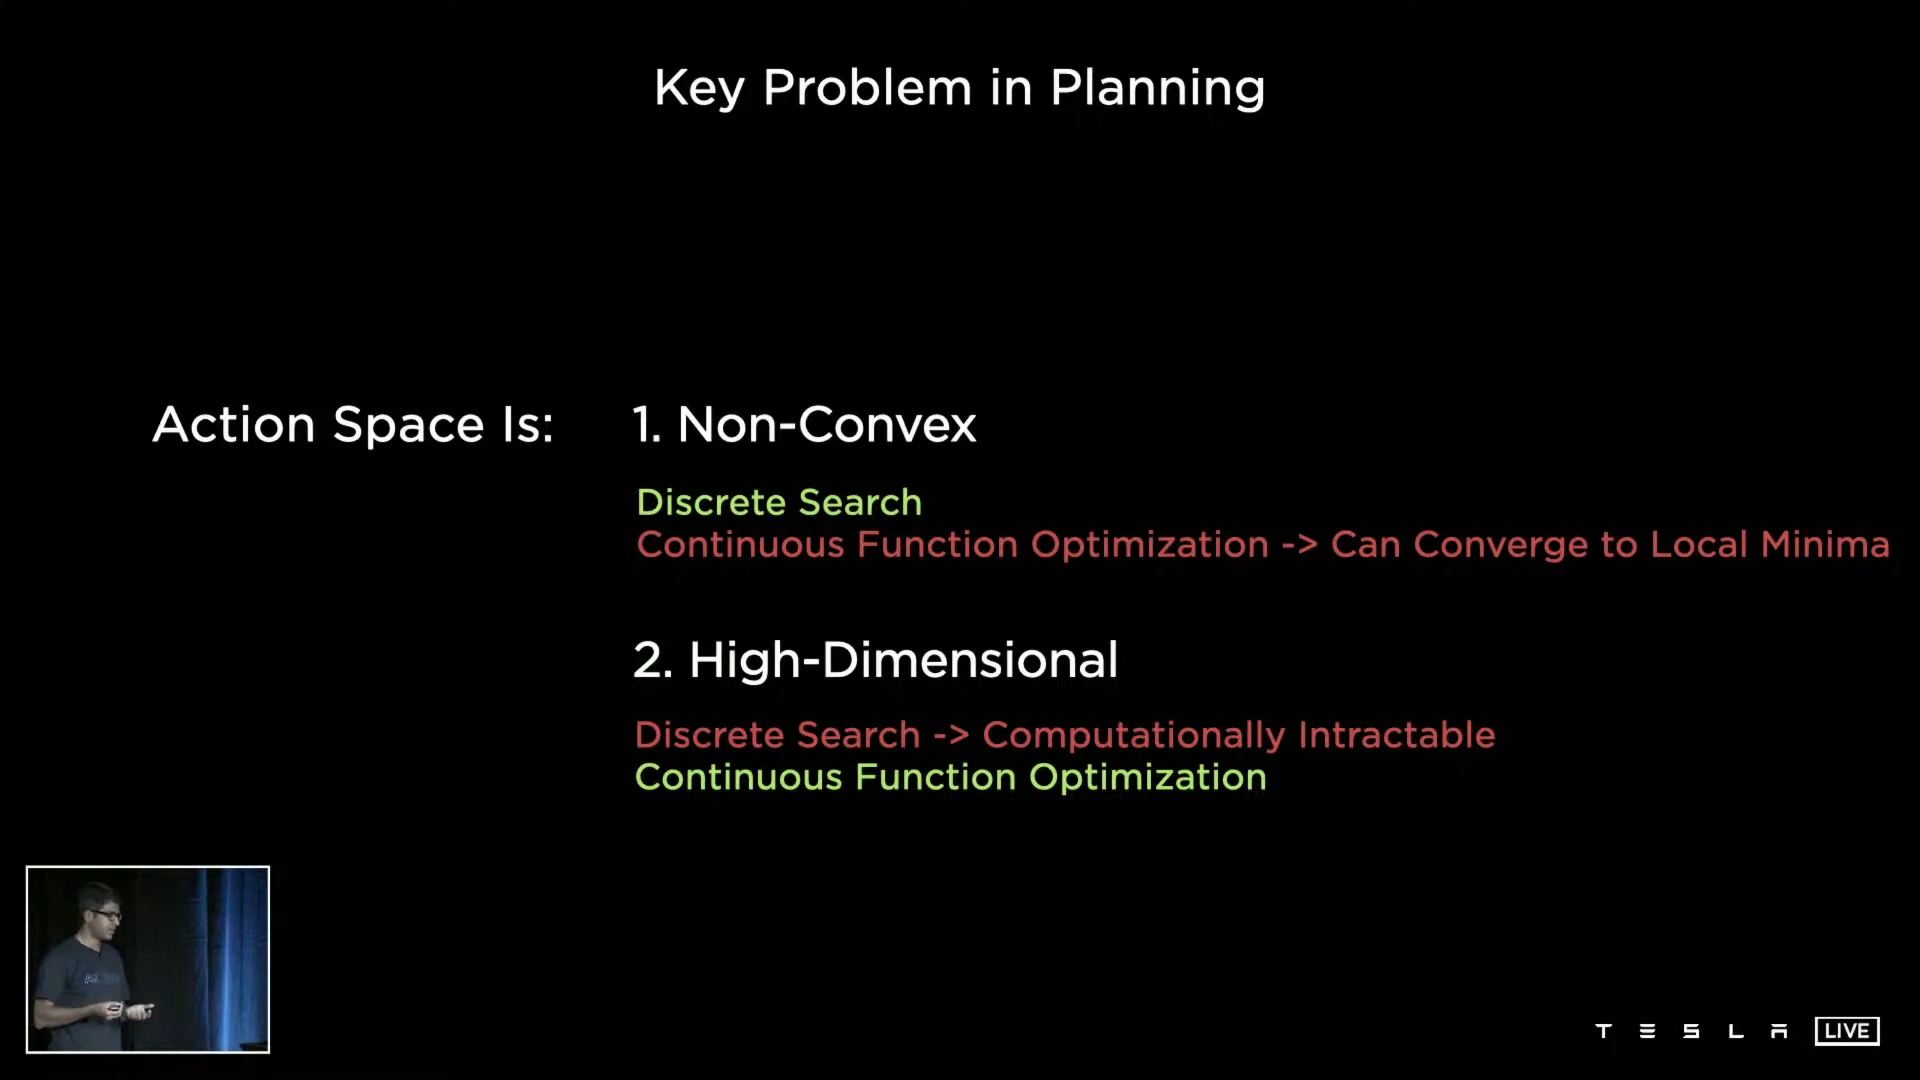 Key Problem in Planning
Action Space Is:
1. Non-Convex
Discrete Search
Continuous Function Optimization -> Can Converge to Local Minima
2. High-Dimensional
Discrete Search -> Computationally Intractable
Continuous Function Optimization
TESLA LIVE